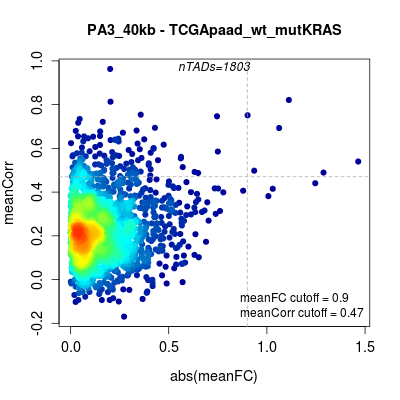 PA3_40kb - TCGApaad_wt_mutKRAS
nTADs=1803
meanCorr
1.0
0.8
0.6
0.4
0.2
0.0
-0.2
meanFC cutoff = 0.9
meanCorr cutoff = 0.47
0.0 0.5 1.0 1.5
abs(meanFC)